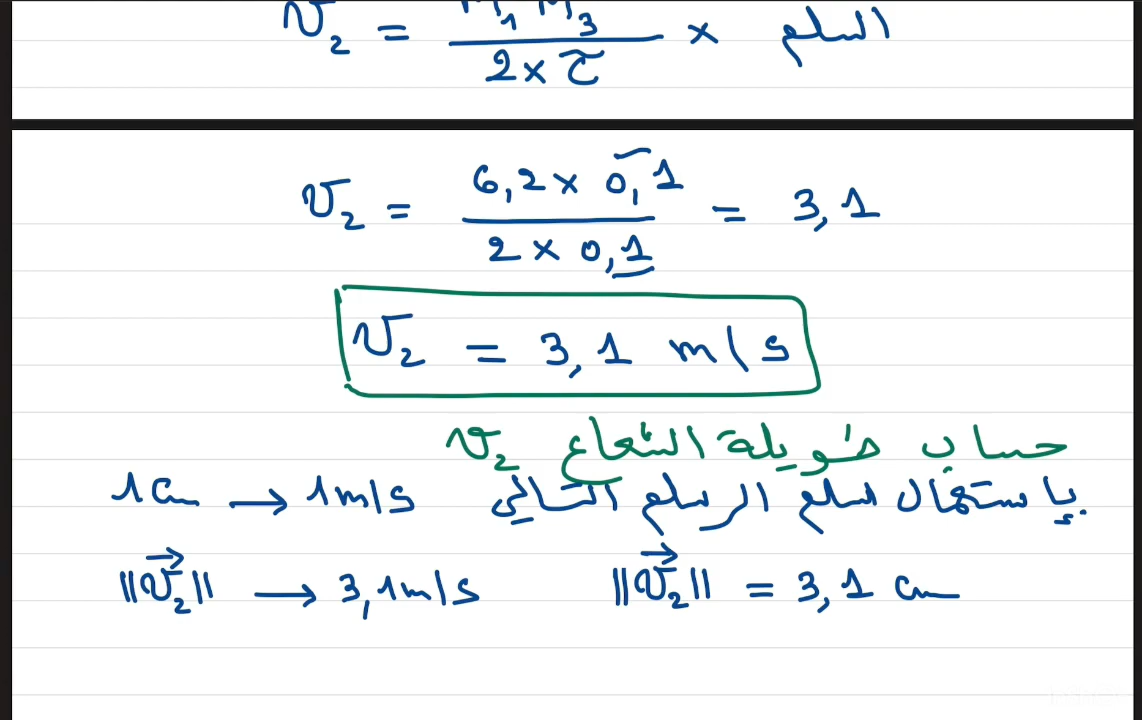 v₂ = M₁M₃ / 2 × τ × السلم
v₂ = 6,2 × 0,1 / 2 × 0,1 = 3,1
v₂ = 3,1 m/s
حساب طويلة الشعاع v₂
باستعمال سلم الرسم التالي 1cm → 1m/s
||v₂⃗|| → 3,1m/s ||v₂⃗|| = 3,1 cm